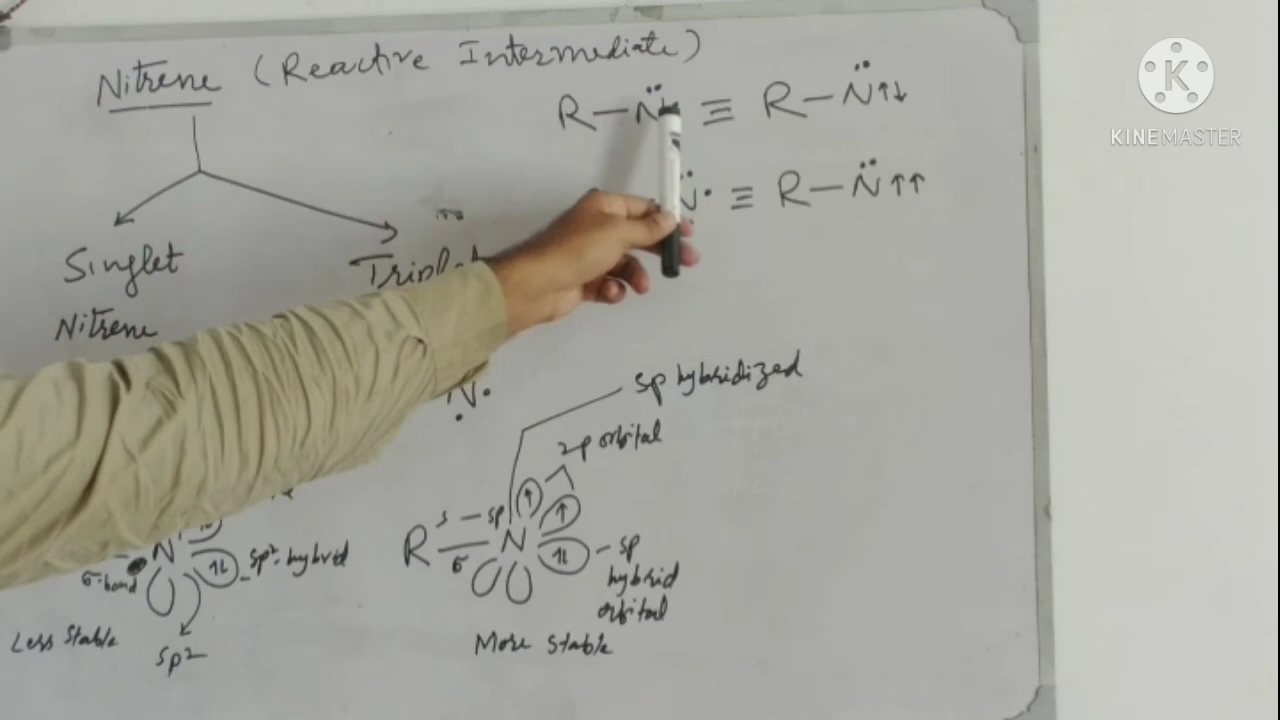 Nitrene (Reactive Intermediate)
R—N̈ ≡ R—N̈↑↓
N̈· ≡ R—N̈↑↑
Singlet
Nitrene
Triplet
·N·
sp hybridized
2p orbital
s — sp
R — N
σ
↑
↑
⇅
sp
hybrid
orbital
More stable
N
σ-bond
⇅
sp²-hybrid
sp²
Less stable
K
KINEMASTER